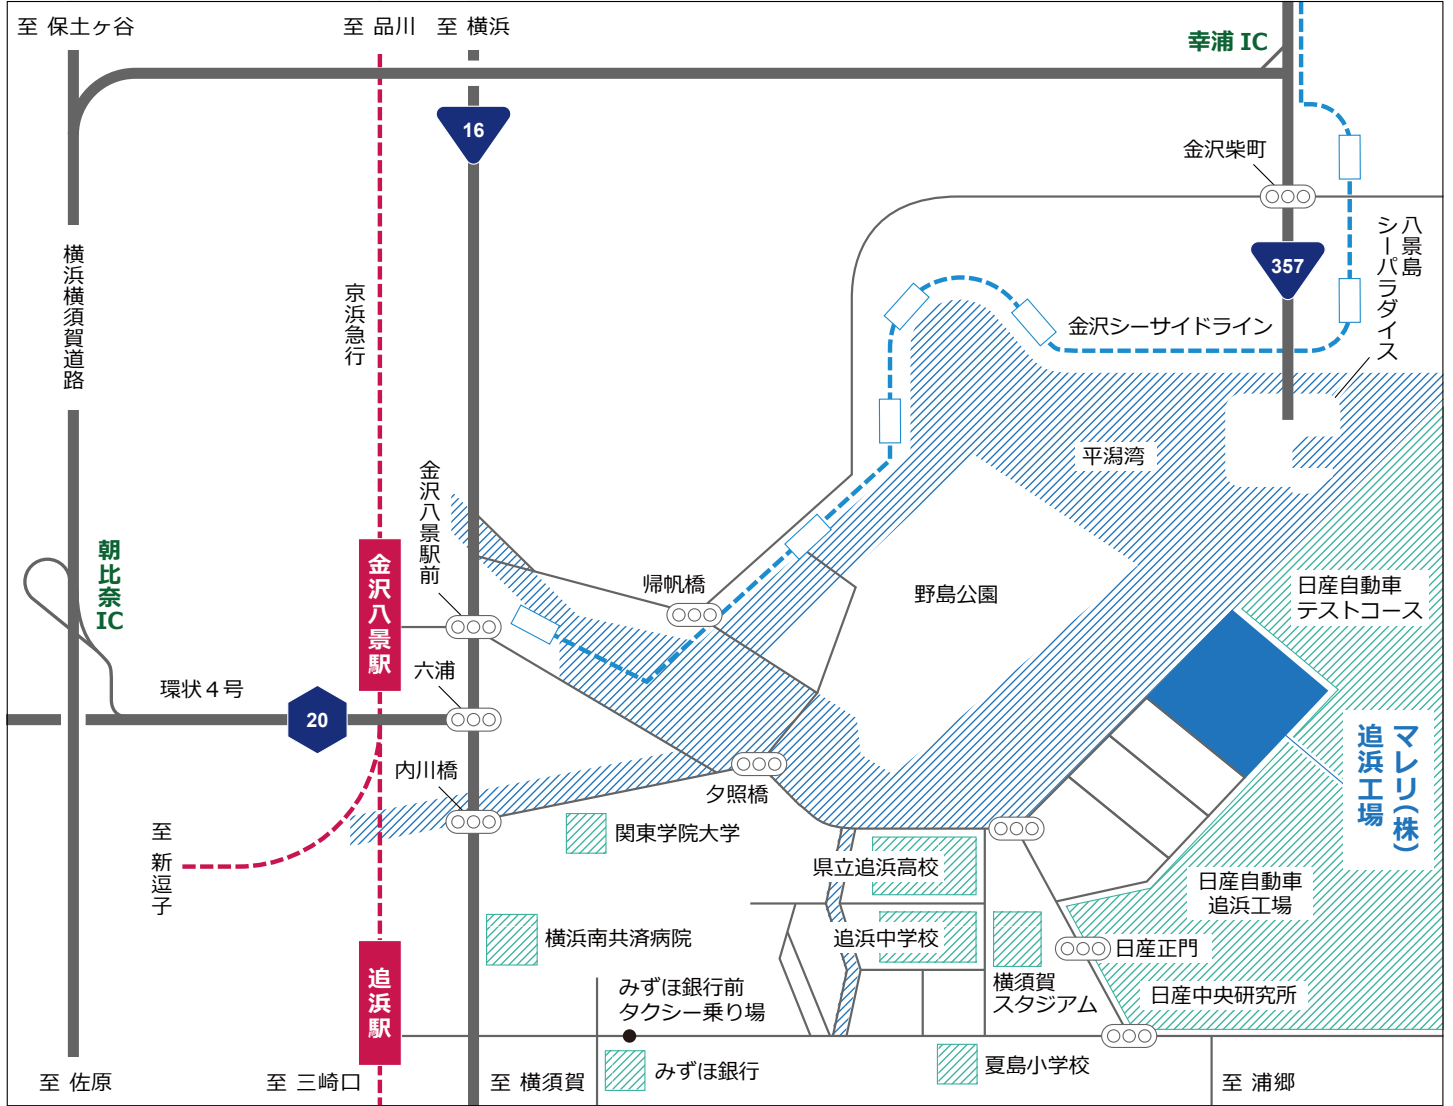 至 保土ヶ谷
至 品川
至 横浜
幸浦 IC
16
金沢柴町
八景島
シーパラダイス
横浜横須賀道路
京浜急行
357
金沢シーサイドライン
平潟湾
金沢八景駅前
朝比奈IC
金沢八景駅
帰帆橋
野島公園
日産自動車
テストコース
六浦
環状４号
20
マレリ(株)
追浜工場
内川橋
夕照橋
至 新逗子
関東学院大学
県立追浜高校
日産自動車
追浜工場
横浜南共済病院
追浜中学校
日産正門
追浜駅
みずほ銀行前
タクシー乗り場
横須賀
スタジアム
日産中央研究所
みずほ銀行
夏島小学校
至 佐原
至 三崎口
至 横須賀
至 浦郷